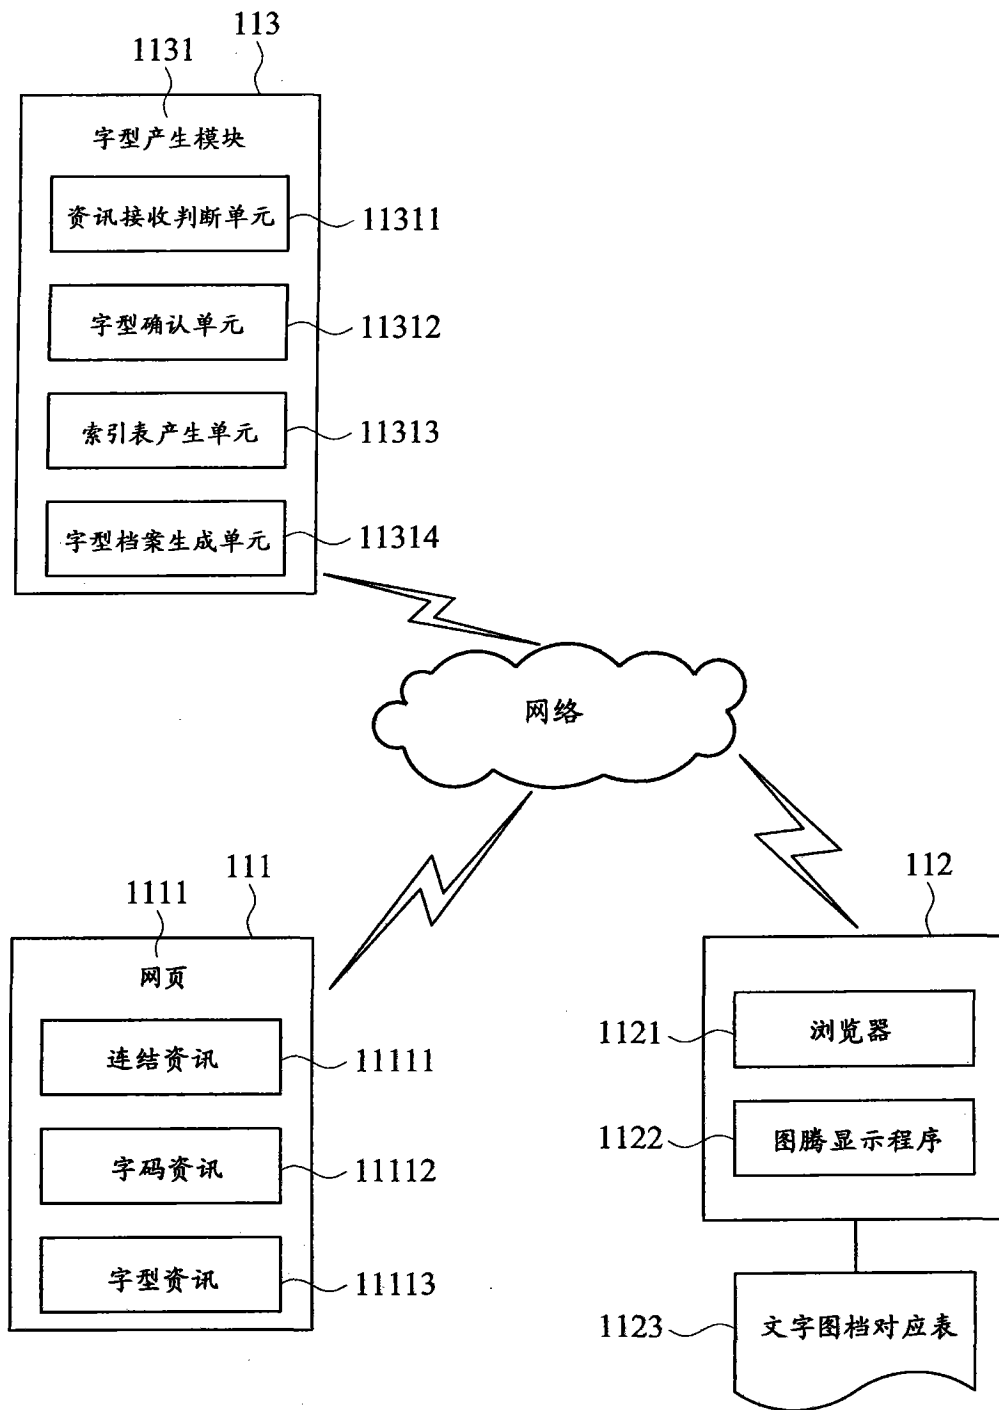 113
1131
字型产生模块
资讯接收判断单元
11311
字型确认单元
11312
索引表产生单元
11313
字型档案生成单元
11314
网络
111
1111
网页
连结资讯
11111
字码资讯
11112
字型资讯
11113
112
1121
浏览器
1122
图腾显示程序
1123
文字图档对应表